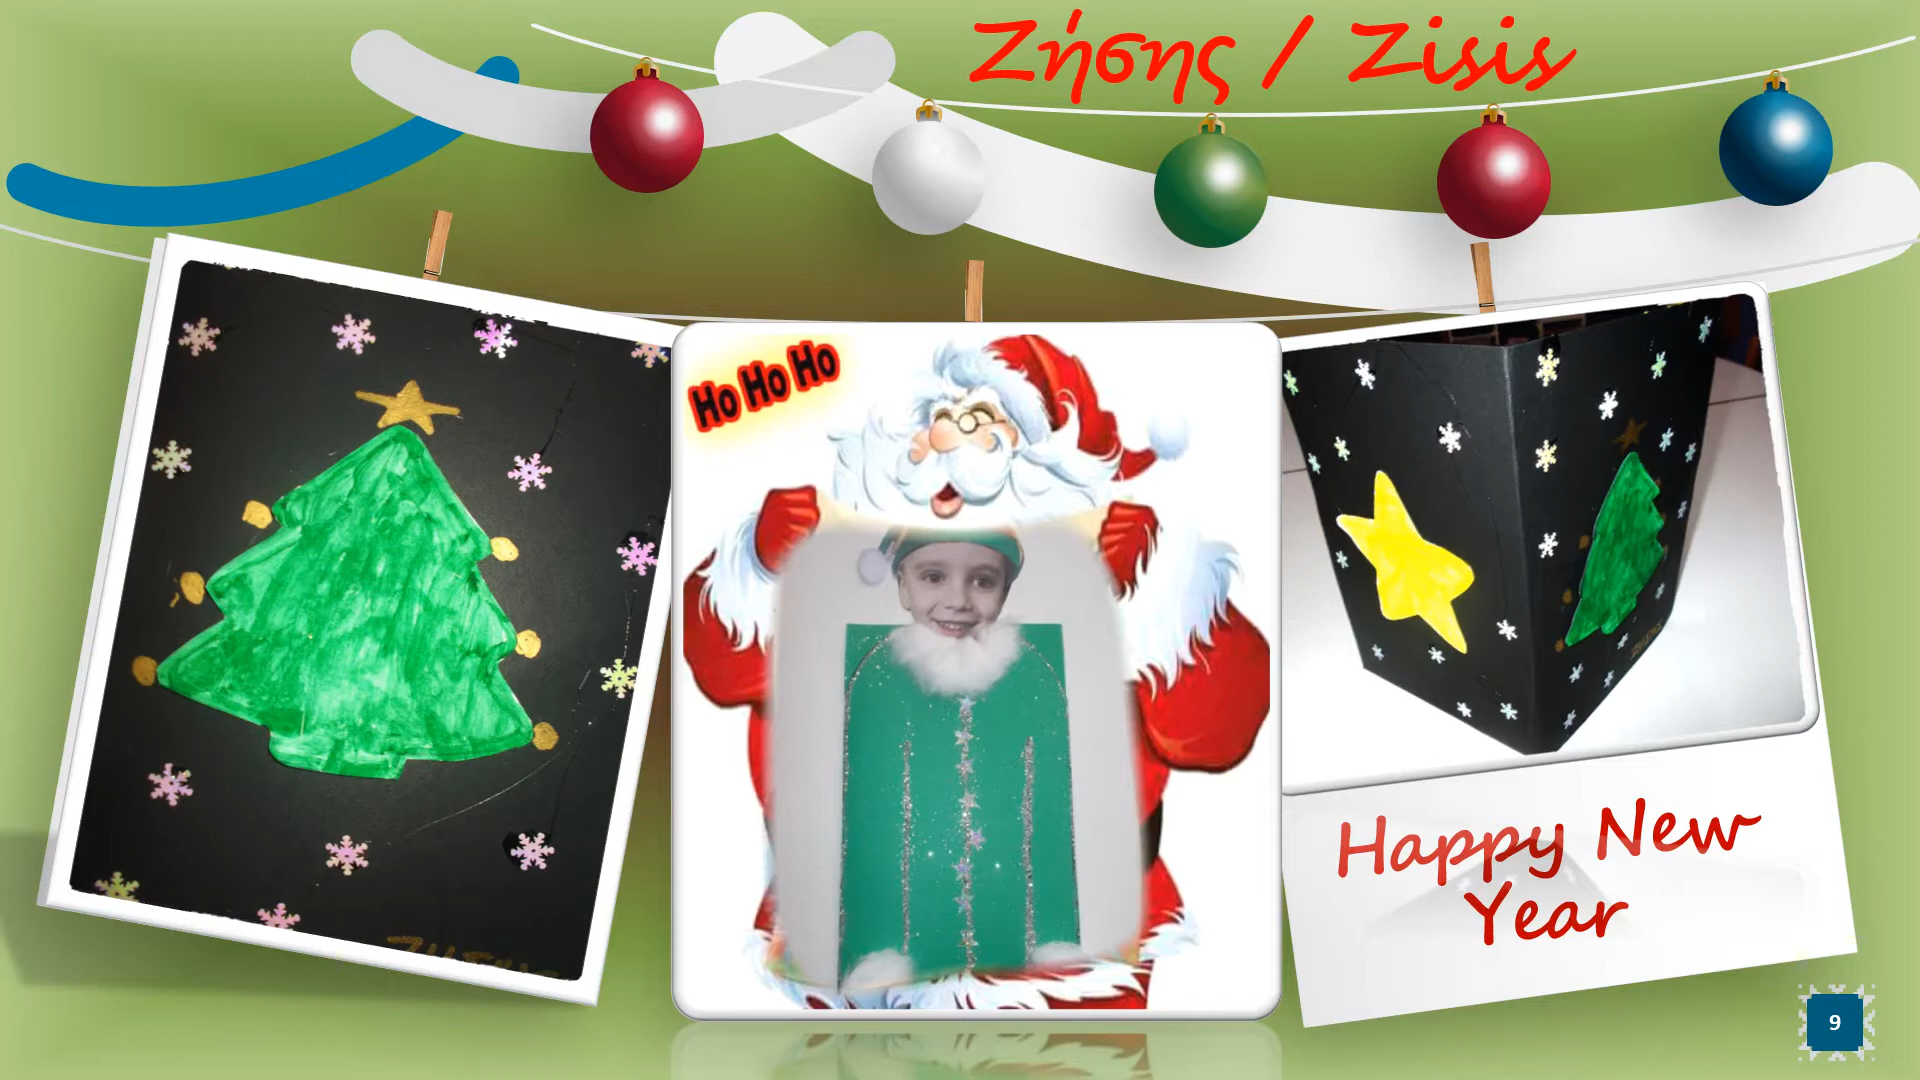 Ζήσης / Zisis
Ho Ho Ho
Happy New
Year
9